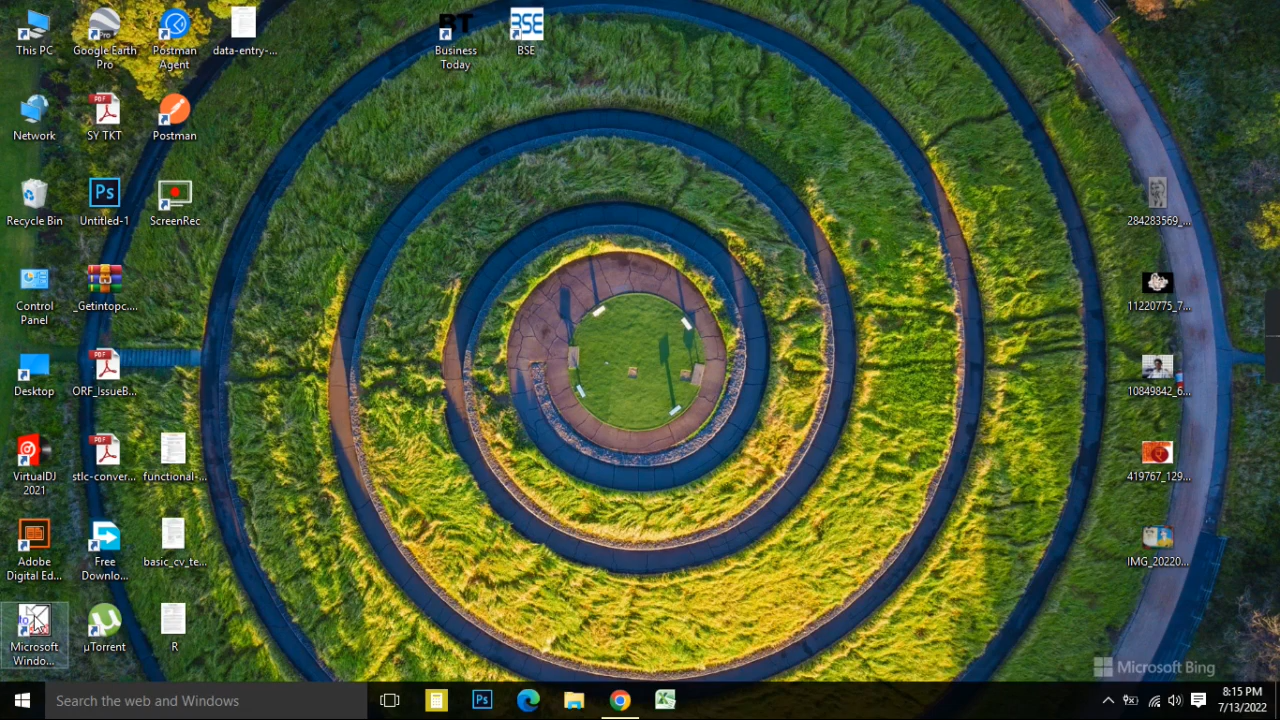 This PC
Google Earth
Pro
Postman
Agent
data-entry-...
BT
Business
Today
BSE
BSE
Network
PDF
SY TKT
Postman
Recycle Bin
Ps
Untitled-1
ScreenRec
284283569_...
Control
Panel
_Getintopc....
11220775_7...
Desktop
PDF
ORF_IssueB...
10849842_6...
VirtualDJ
2021
PDF
stlc-conver...
functional-...
419767_129...
Adobe
Digital Ed...
Free
Downlo...
basic_cv_te...
IMG_20220...
Microsoft
Windo...
µTorrent
R
Microsoft Bing
Search the web and Windows
Ps
8:15 PM
7/13/2022